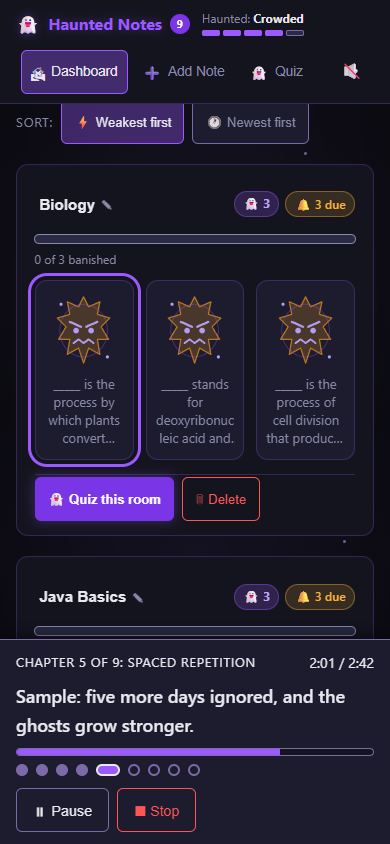 Haunted Notes 9
Haunted: Crowded
Dashboard
Add Note
Quiz
SORT:
Weakest first
Newest first
Biology
3
3 due
0 of 3 banished
_____ is the
process by
which plants
convert...
_____ stands
for
deoxyribonuc
leic acid and.
_____ is the
process of
cell division
that produc...
Quiz this room
Delete
Java Basics
3
3 due
CHAPTER 5 OF 9: SPACED REPETITION
2:01 / 2:42
Sample: five more days ignored, and the
ghosts grow stronger.
Pause
Stop